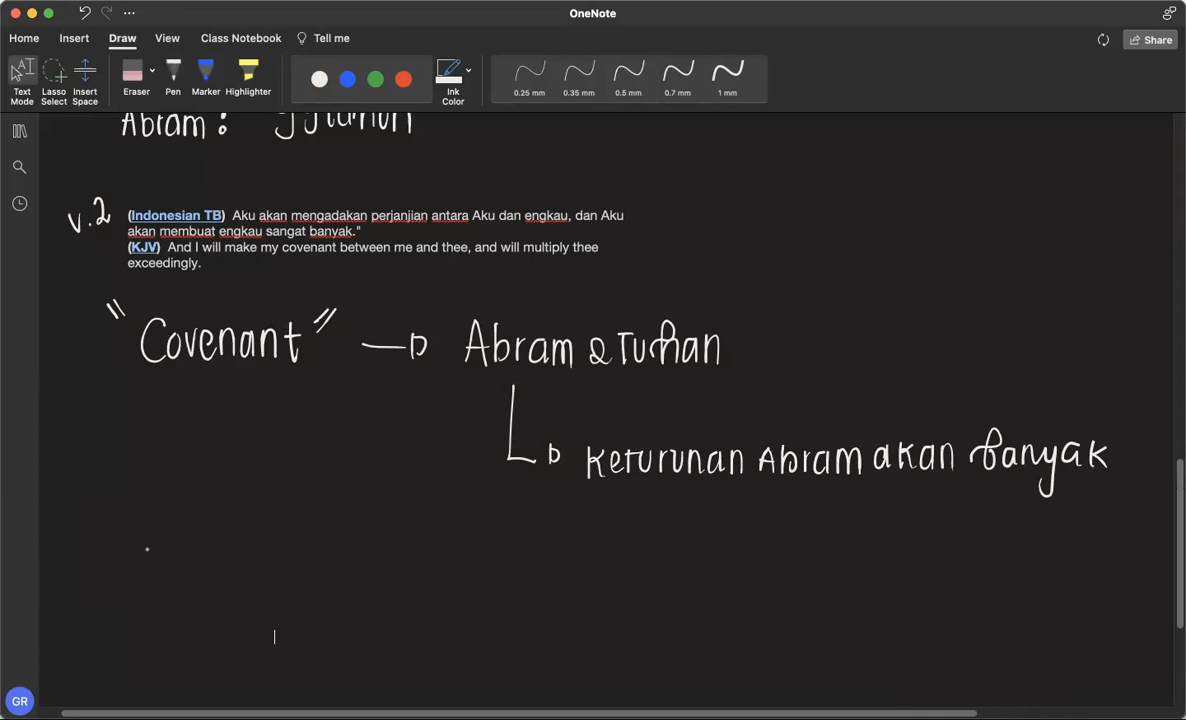 OneNote
Home Insert Draw View Class Notebook Tell me
Share
Text Mode
Lasso Select
Insert Space
Eraser
Pen
Marker
Highlighter
Ink Color
0.25 mm 0.35 mm 0.5 mm 0.7 mm 1 mm
Abram : 99 tahun
v.2
(Indonesian TB) Aku akan mengadakan perjanjian antara Aku dan engkau, dan Aku
akan membuat engkau sangat banyak."
(KJV) And I will make my covenant between me and thee, and will multiply thee
exceedingly.
"Covenant" Abram & Tuhan
Keturunan Abram akan banyak
GR